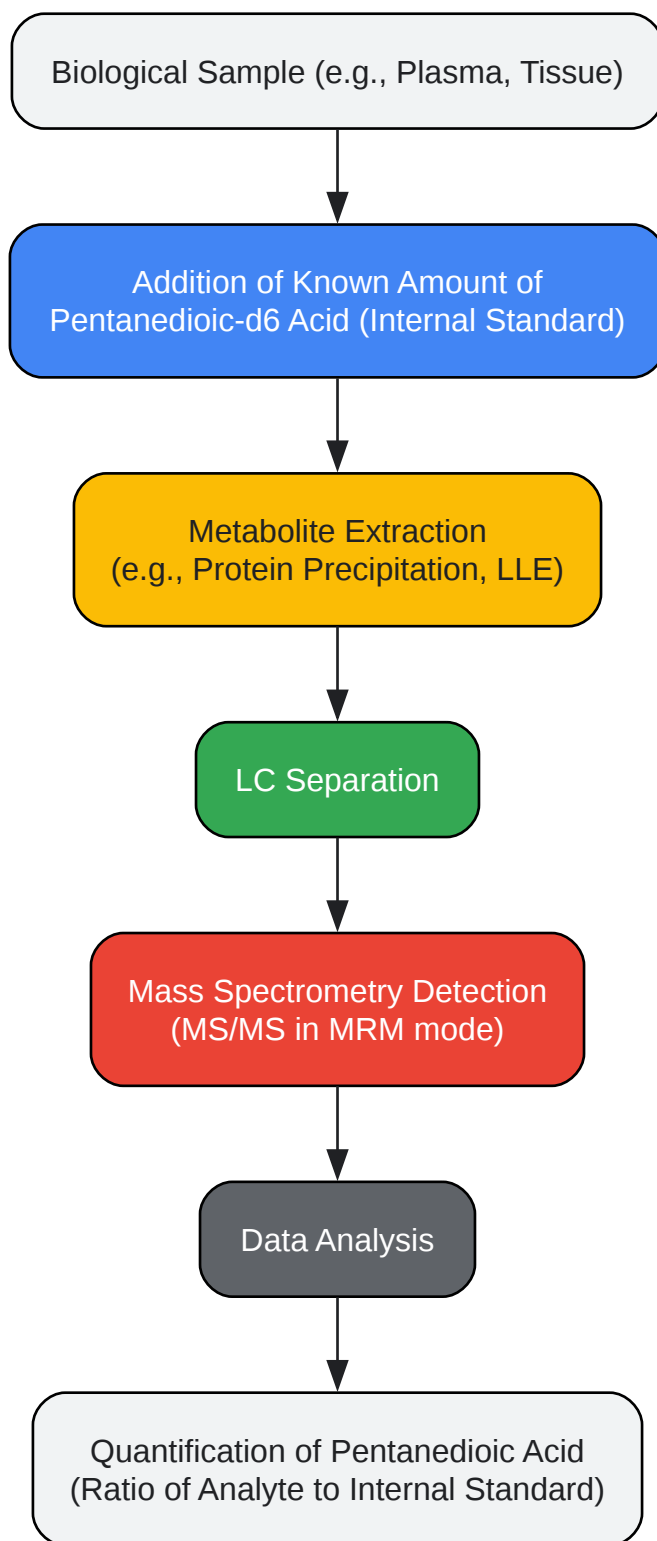 Biological Sample (e.g., Plasma, Tissue)
Addition of Known Amount of
Pentanedioic-d6 Acid (Internal Standard)
Metabolite Extraction
(e.g., Protein Precipitation, LLE)
LC Separation
Mass Spectrometry Detection
(MS/MS in MRM mode)
Data Analysis
Quantification of Pentanedioic Acid
(Ratio of Analyte to Internal Standard)